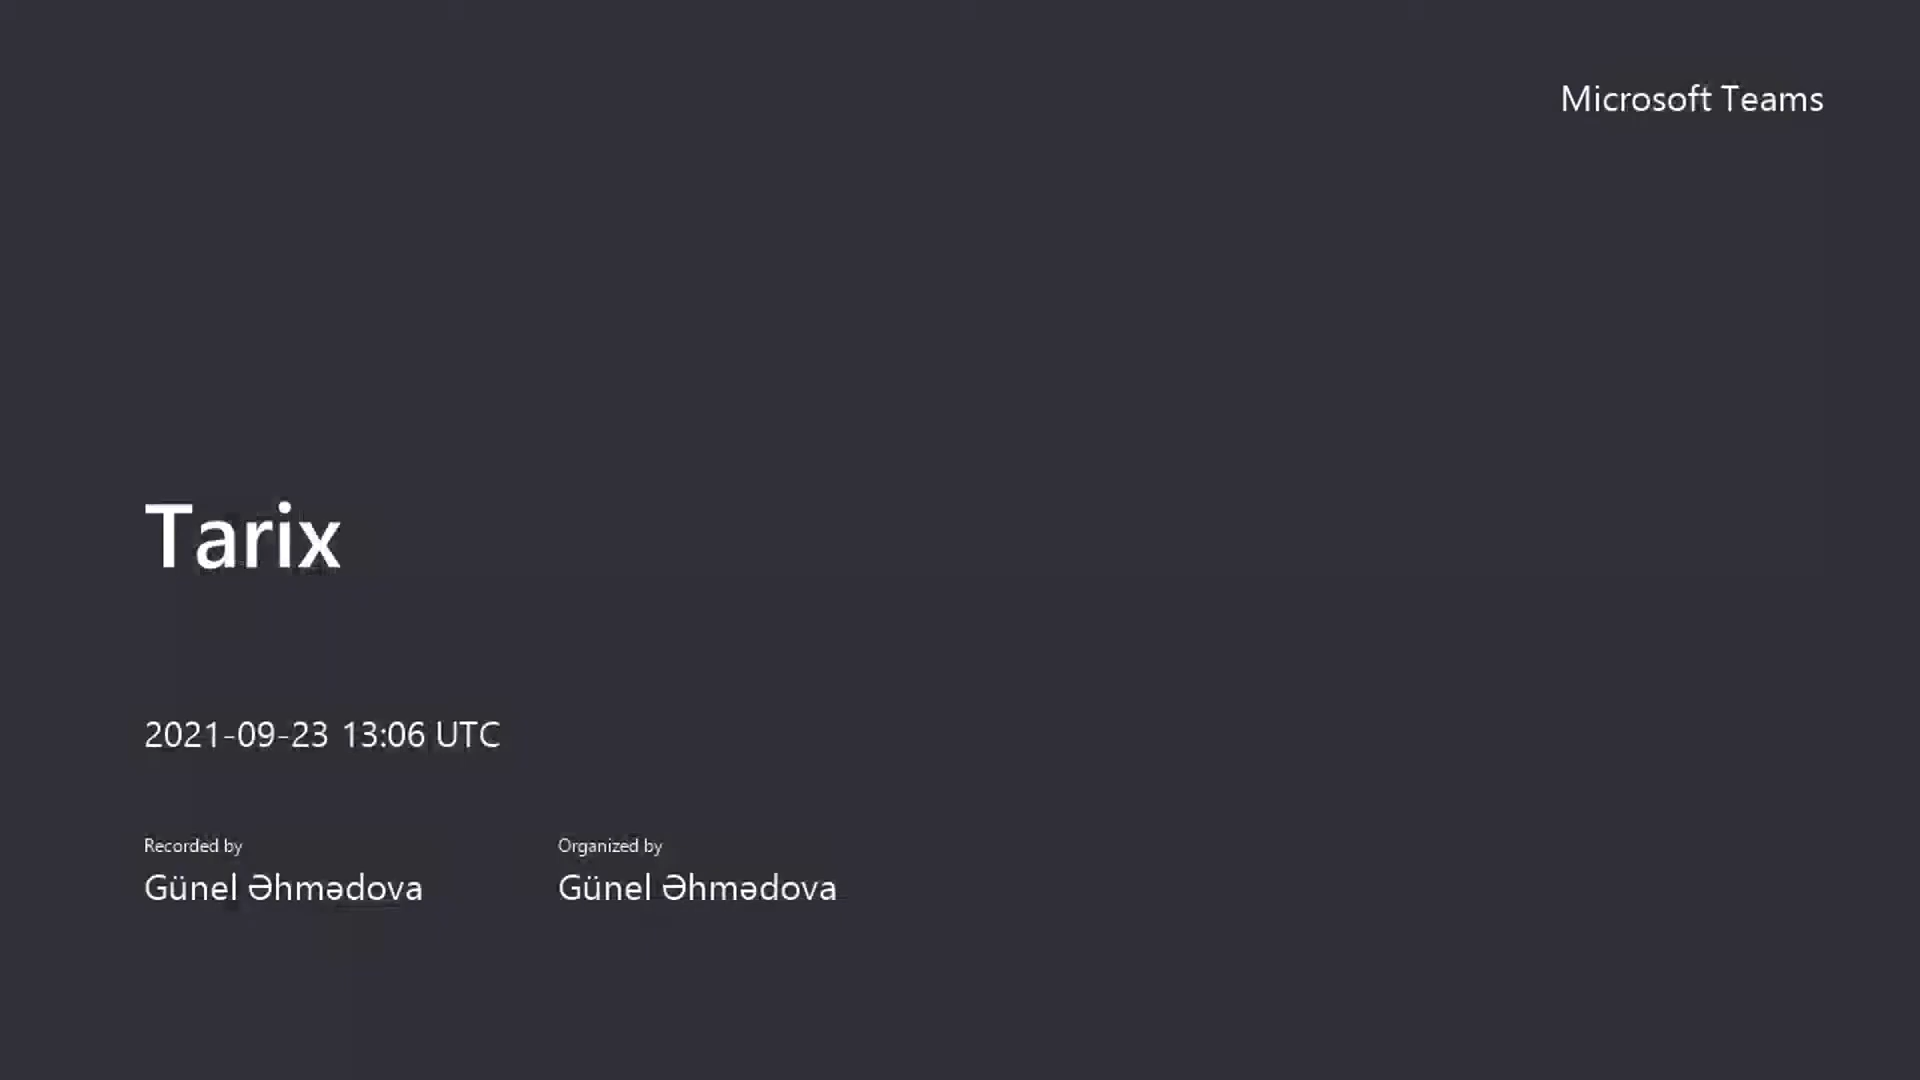 Microsoft Teams
Tarix
2021-09-23 13:06 UTC
Recorded by
Günel Əhmədova
Organized by
Günel Əhmədova